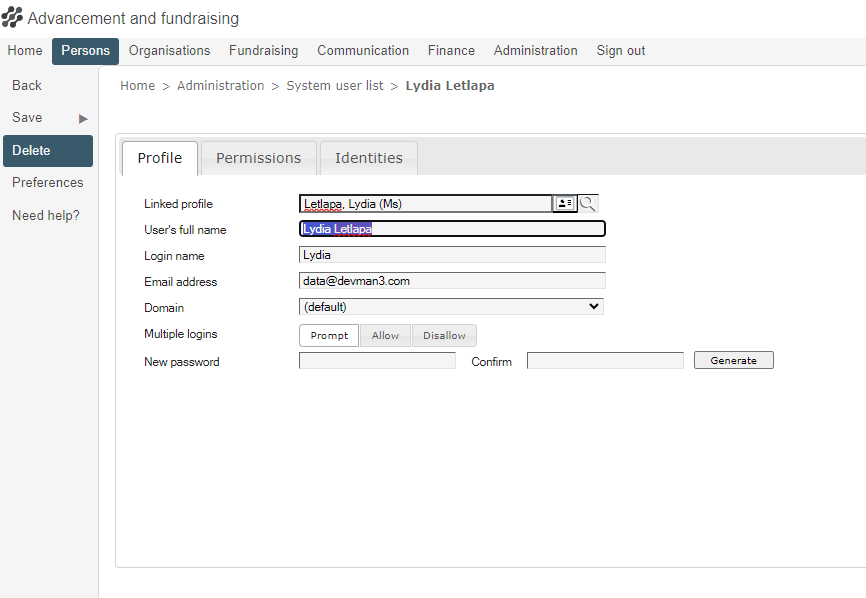 Advancement and fundraising
Home Persons Organisations Fundraising Communication Finance Administration Sign out
Back
Save
Delete
Preferences
Need help?
Home > Administration > System user list > Lydia Letlapa
Profile Permissions Identities
Linked profile Letlapa, Lydia (Ms)
User's full name Lydia Letlapa
Login name Lydia
Email address data@devman3.com
Domain (default)
Multiple logins Prompt Allow Disallow
New password Confirm Generate